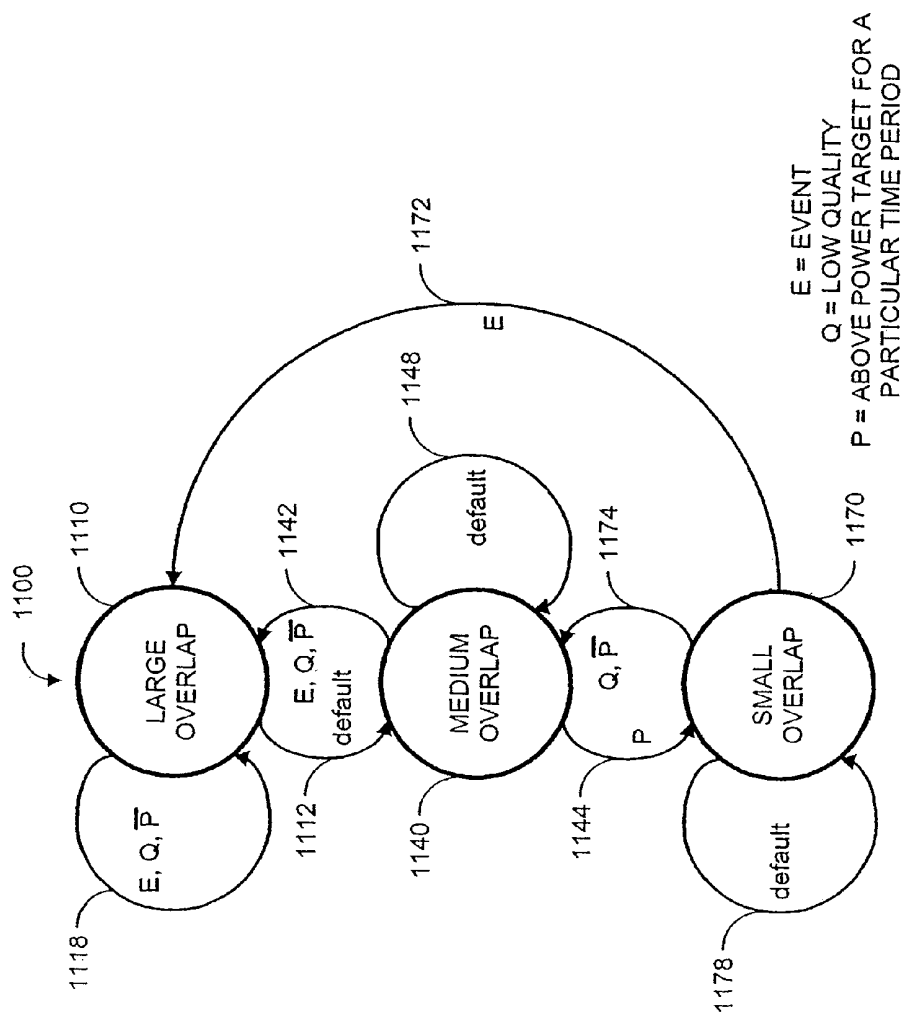 1100
1110
LARGE
OVERLAP
1118
E, Q, P̅
1142
E, Q, P̅
default
1112
1172
E
1148
default
MEDIUM
OVERLAP
1140
1174
Q, P̅
P
1144
SMALL
OVERLAP
1170
default
1178
E = EVENT
Q = LOW QUALITY
P = ABOVE POWER TARGET FOR A
PARTICULAR TIME PERIOD